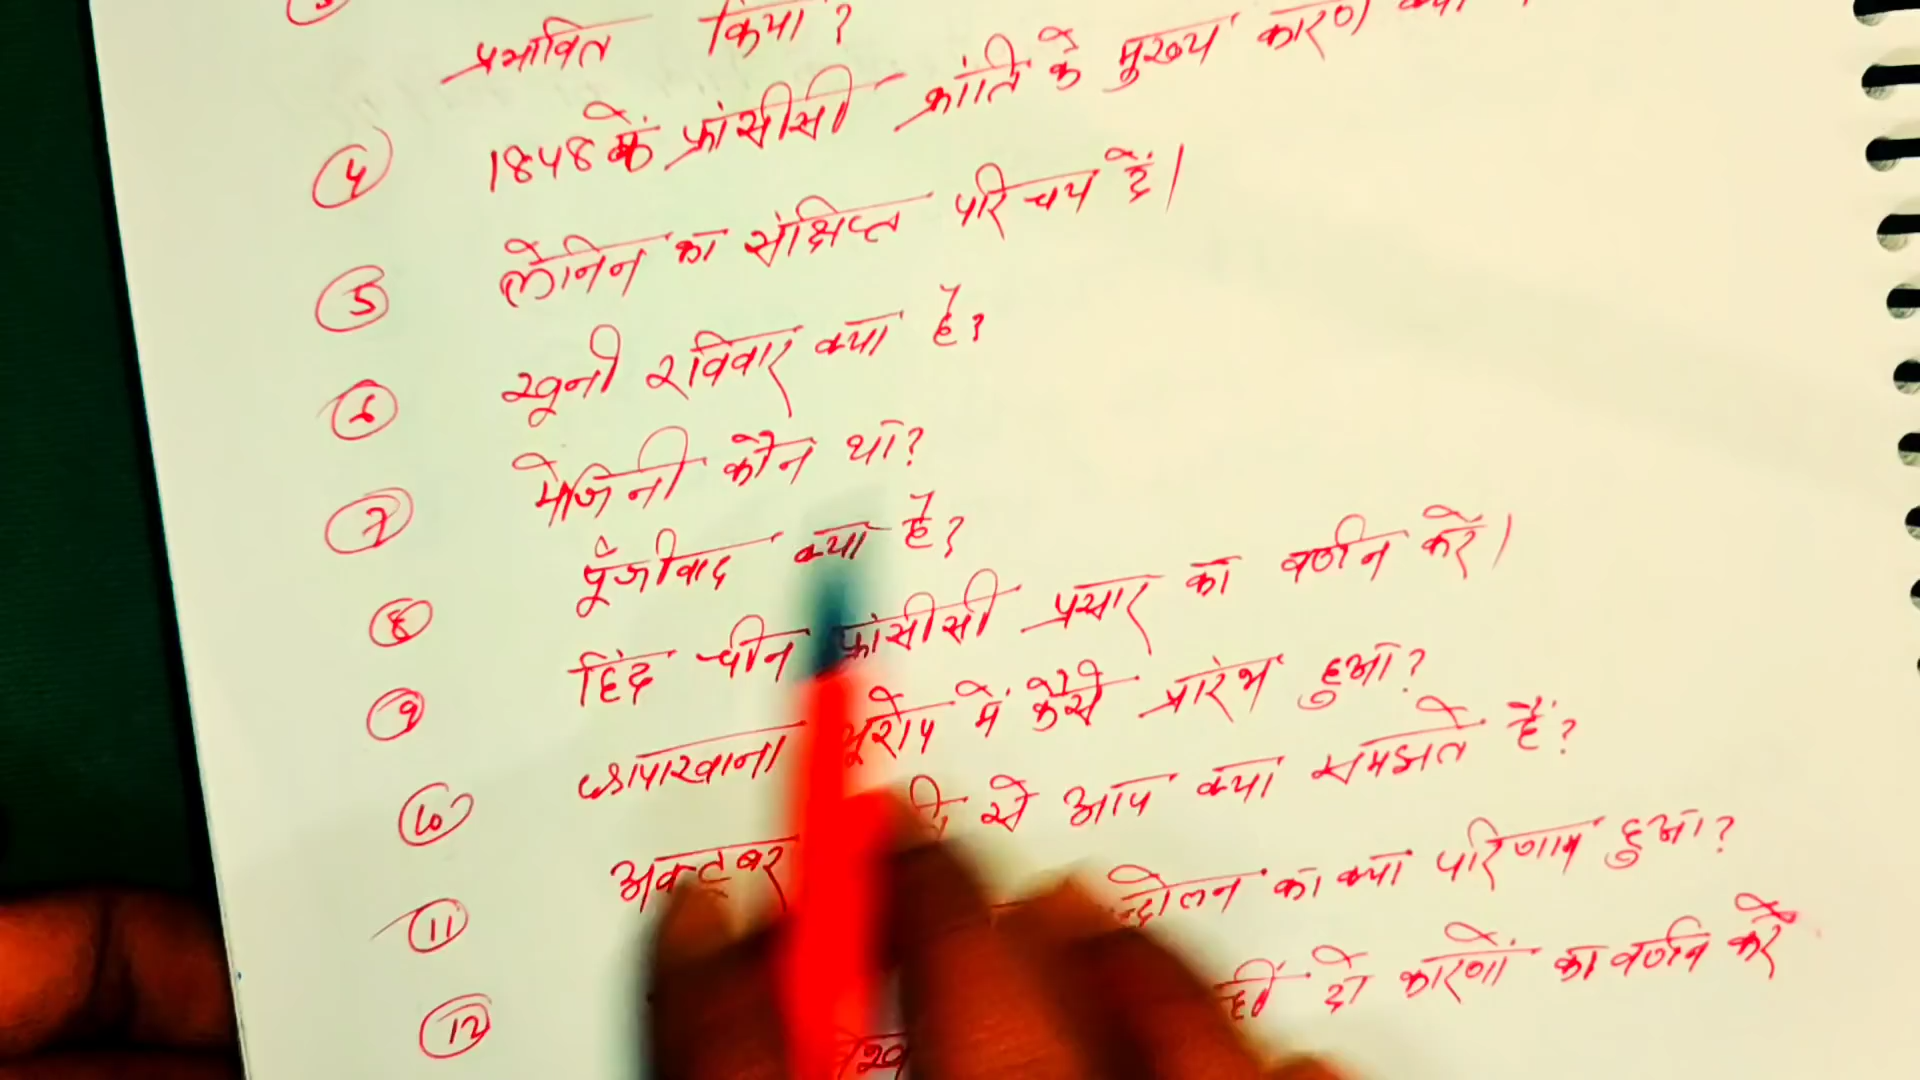 प्रभावित किया?
④ 1848 के फ्रांसीसी क्रांति के मुख्य कारण
⑤ लेनिन का संक्षिप्त परिचय दें।
⑥ खूनी रविवार क्या है?
⑦ मेजिनी कौन था?
⑧ पूँजीवाद क्या है?
⑨ हिंद चीन फ्रांसीसी प्रसार का वर्णन करें।
⑩ छापाखाना यूरोप में कैसे प्रारंभ हुआ?
⑪ अक्टूबर से आप क्या समझते हैं?
⑫ का क्या परिणाम हुआ?
दो कारणों का वर्णन करें